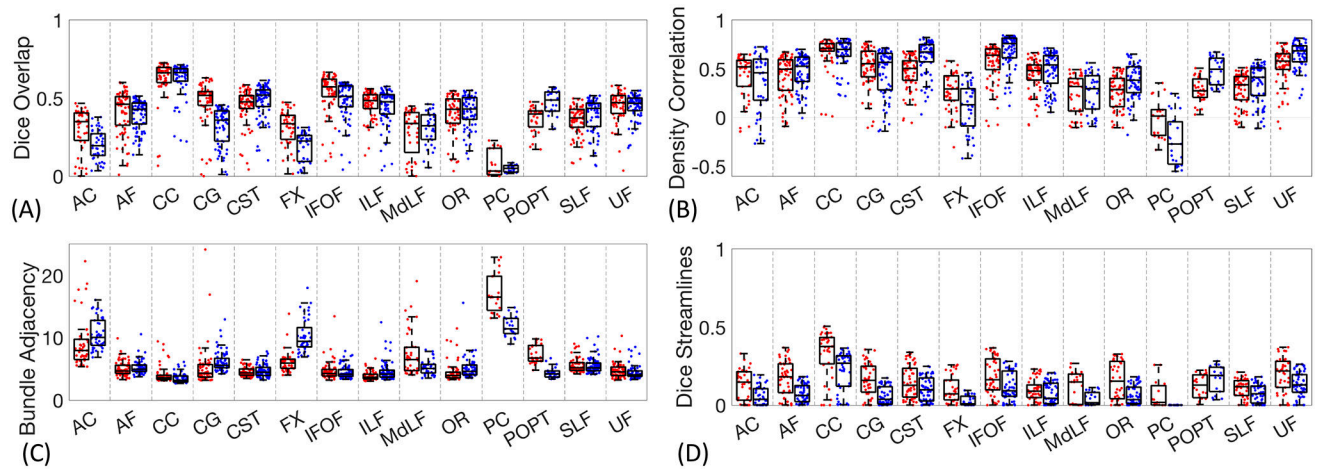 Dice Overlap
1
0.5
0
AC AF CC CG CST FX IFOF ILF MdLF OR PC POPT SLF UF
(A)
Density Correlation
1
0.5
0
-0.5
AC AF CC CG CST FX IFOF ILF MdLF OR PC POPT SLF UF
(B)
Bundle Adjacency
20
10
0
AC AF CC CG CST FX IFOF ILF MdLF OR PC POPT SLF UF
(C)
Dice Streamlines
1
0.5
0
AC AF CC CG CST FX IFOF ILF MdLF OR PC POPT SLF UF
(D)